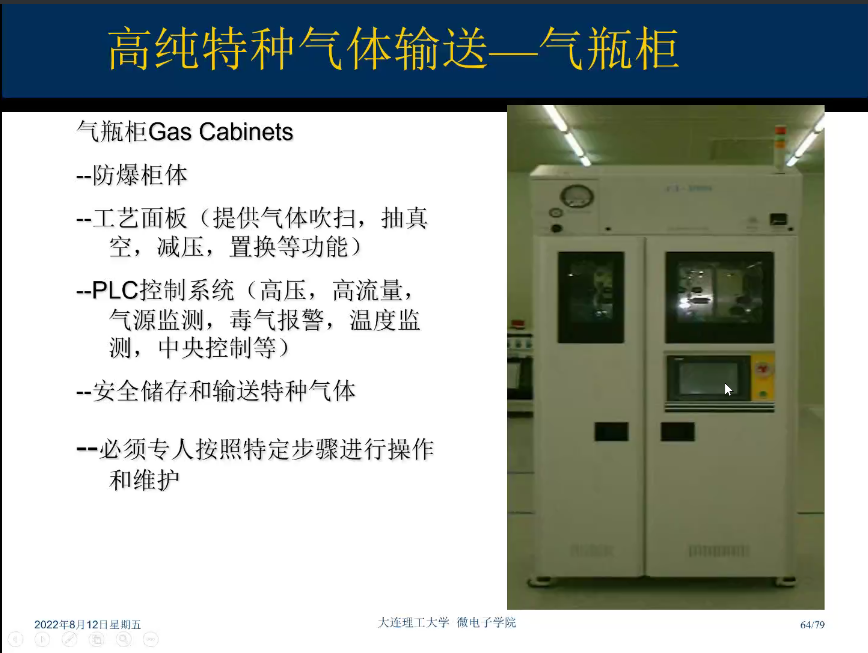 高纯特种气体输送—气瓶柜
气瓶柜Gas Cabinets
--防爆柜体
--工艺面板（提供气体吹扫，抽真
空，减压，置换等功能）
--PLC控制系统（高压，高流量，
气源监测，毒气报警，温度监
测，中央控制等）
--安全储存和输送特种气体
--必须专人按照特定步骤进行操作
和维护
2022年8月12日星期五
大连理工大学 微电子学院
64/79